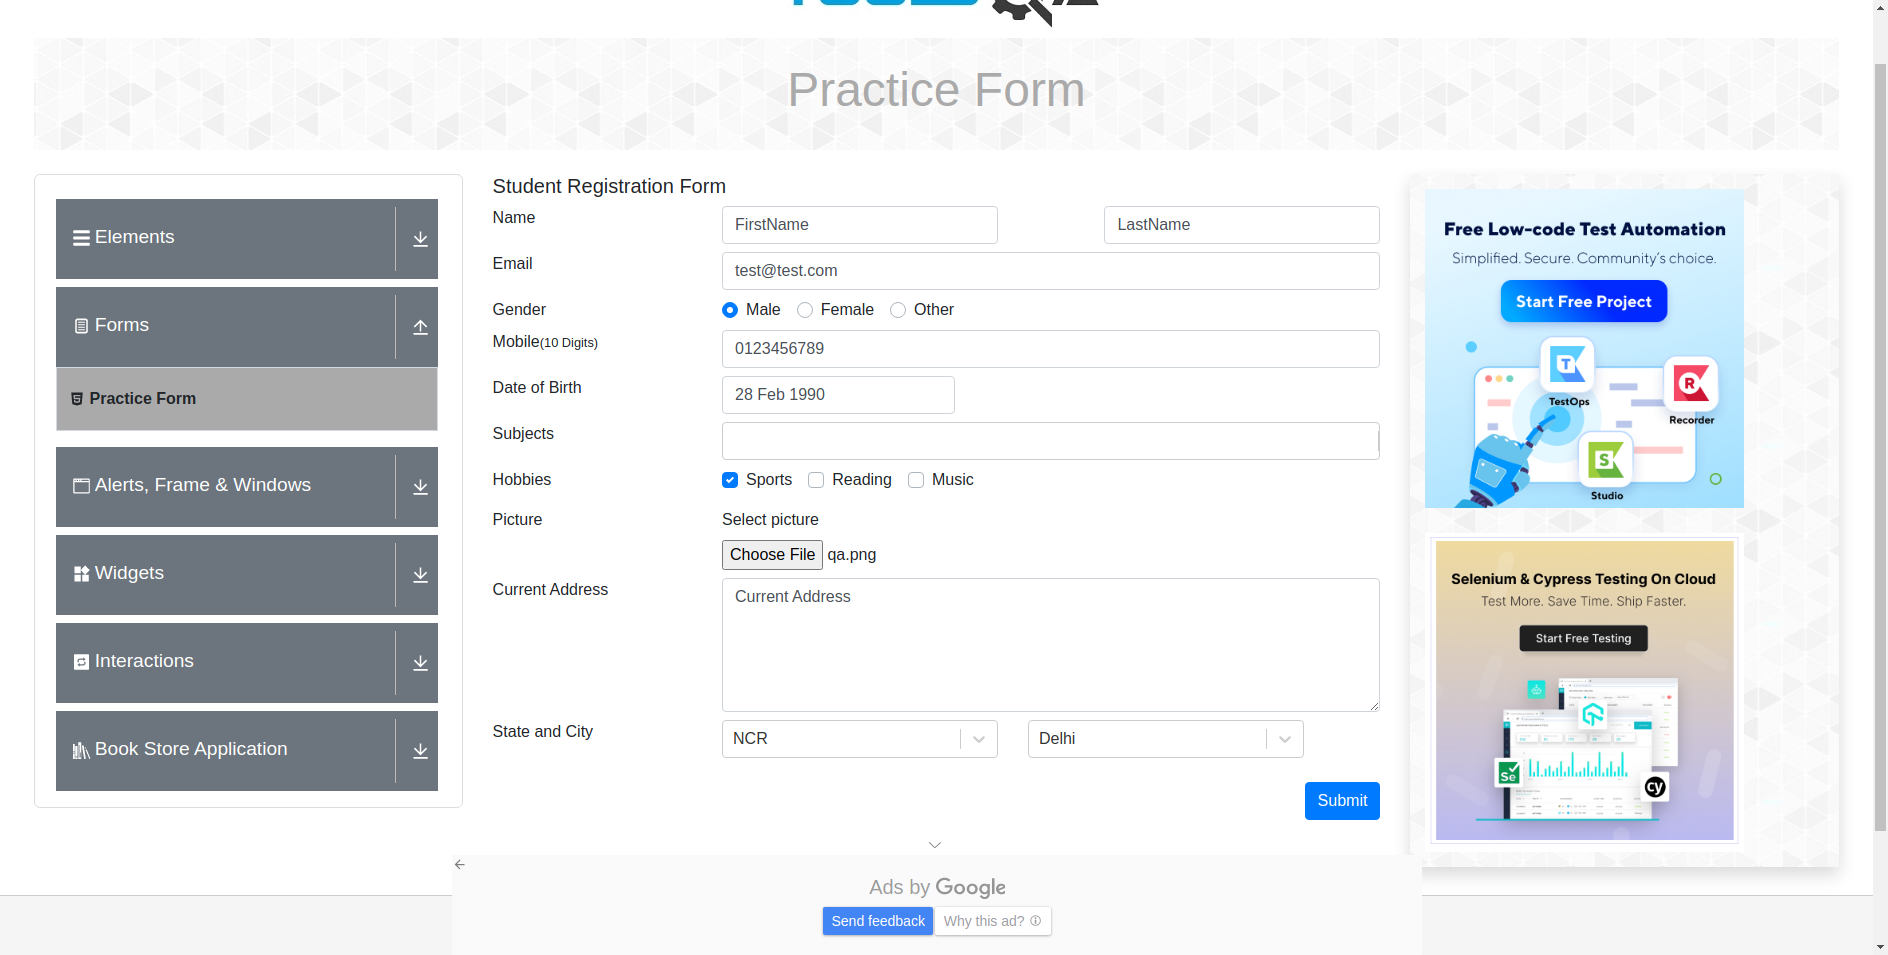 Practice Form
Elements
Forms
Practice Form
Alerts, Frame & Windows
Widgets
Interactions
Book Store Application
Student Registration Form
Name FirstName LastName
Email test@test.com
Gender Male Female Other
Mobile(10 Digits) 0123456789
Date of Birth 28 Feb 1990
Subjects
Hobbies Sports Reading Music
Picture Select picture
Choose File qa.png
Current Address Current Address
State and City NCR Delhi
Submit
Free Low-code Test Automation
Simplified. Secure. Community's choice.
Start Free Project
T
TestOps
R
Recorder
S
Studio
Selenium & Cypress Testing On Cloud
Test More. Save Time. Ship Faster.
Start Free Testing
Se
cy
Ads by Google
Send feedback Why this ad?